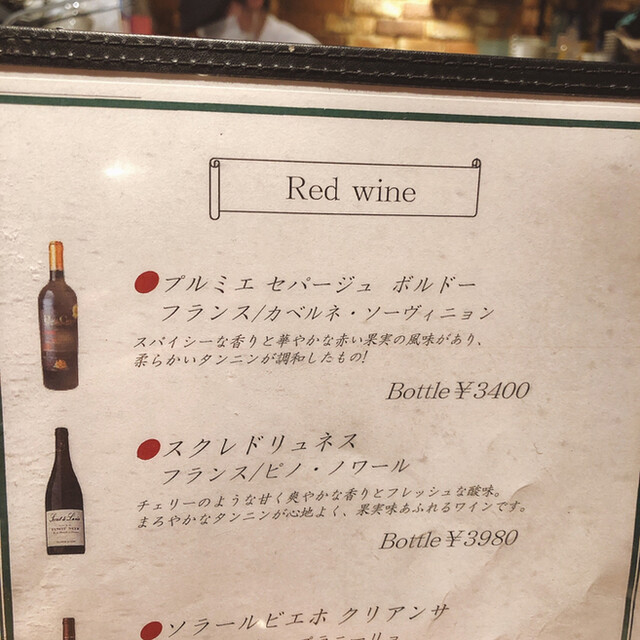 Red wine
プルミエ セパージュ ボルドー
フランス/カベルネ・ソーヴィニョン
スパイシーな香りと華やかな赤い果実の風味があり、
柔らかいタンニンが調和したもの!
Bottle ¥3400
スクレドリュネス
フランス/ピノ・ノワール
チェリーのような甘く爽やかな香りとフレッシュな酸味。
まろやかなタンニンが心地よく、果実味あふれるワインです。
Bottle ¥3980
ソラールビエホ クリアンサ